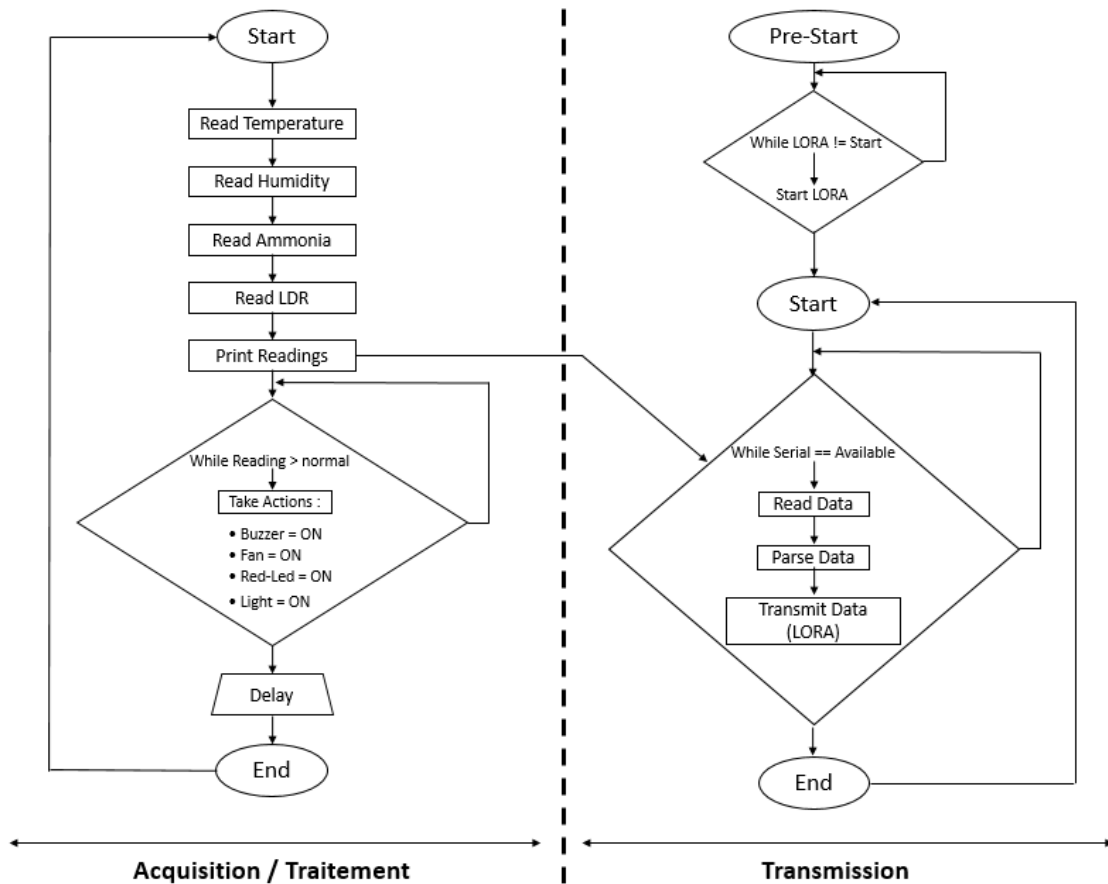 Start
Read Temperature
Read Humidity
Read Ammonia
Read LDR
Print Readings
While Reading > normal
Take Actions :
• Buzzer = ON
• Fan = ON
• Red-Led = ON
• Light = ON
Delay
End
Acquisition / Traitement
Pre-Start
While LORA != Start
Start LORA
Start
While Serial == Available
Read Data
Parse Data
Transmit Data
(LORA)
End
Transmission